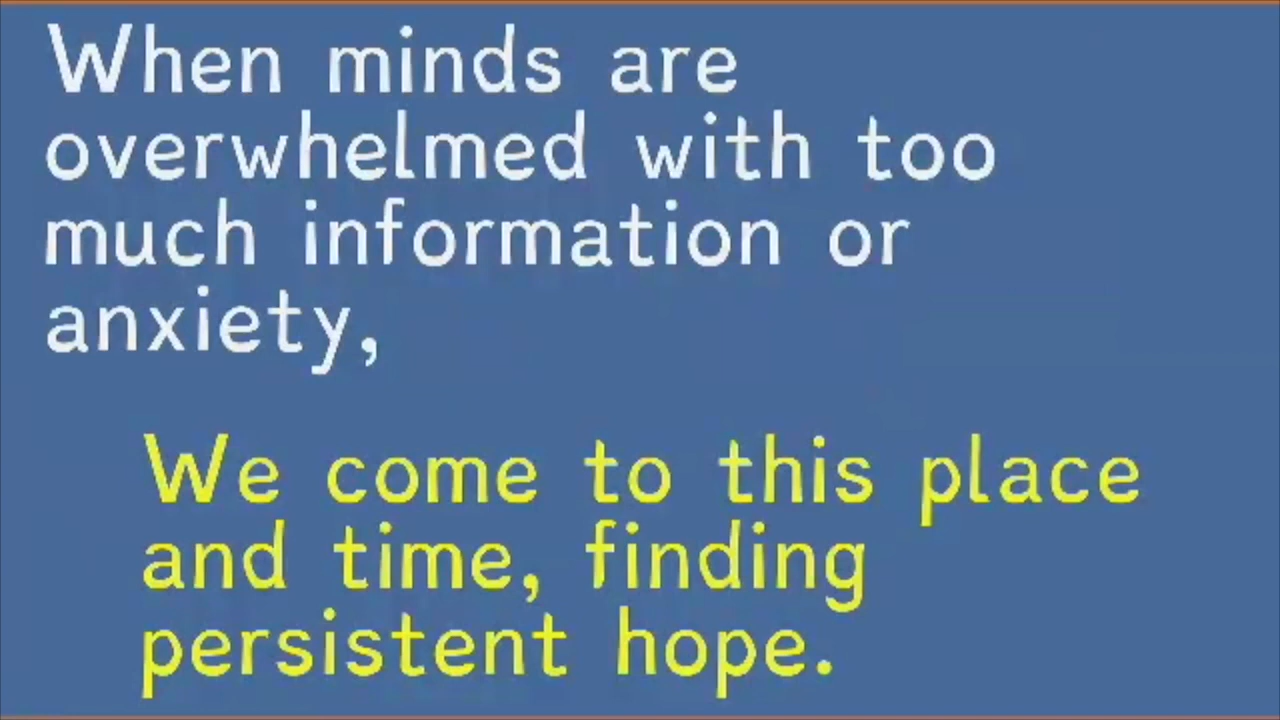 When minds are
overwhelmed with too
much information or
anxiety,
We come to this place
and time, finding
persistent hope.